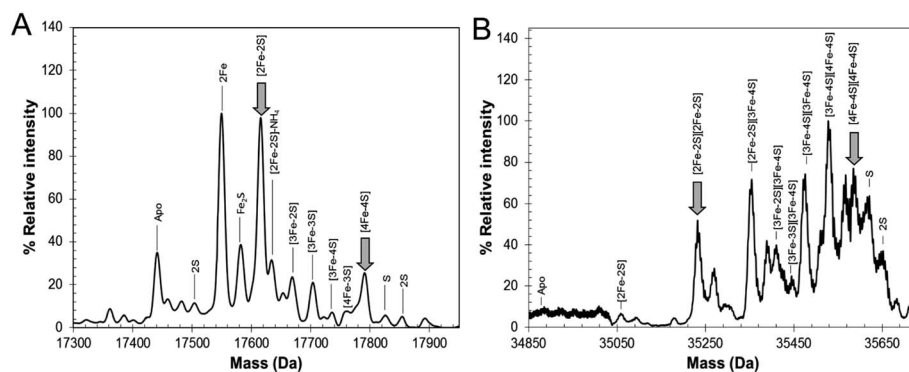 A
% Relative intensity
140
120
100
80
60
40
20
0
Apo
2S
2Fe
Fe₂S
[2Fe-2S]
[2Fe-2S]-NH₄
[3Fe-2S]
[3Fe-3S]
[3Fe-4S]
[4Fe-3S]
[4Fe-4S]
S
2S
17300 17400 17500 17600 17700 17800 17900
Mass (Da)
B
% Relative intensity
140
120
100
80
60
40
20
0
Apo
[2Fe-2S]
[2Fe-2S][2Fe-2S]
[2Fe-2S][3Fe-4S]
[3Fe-2S][3Fe-4S]
[3Fe-3S][3Fe-4S]
[3Fe-4S][3Fe-4S]
[3Fe-4S][4Fe-4S]
[4Fe-4S][4Fe-4S]
S
2S
34850 35050 35250 35450 35650
Mass (Da)